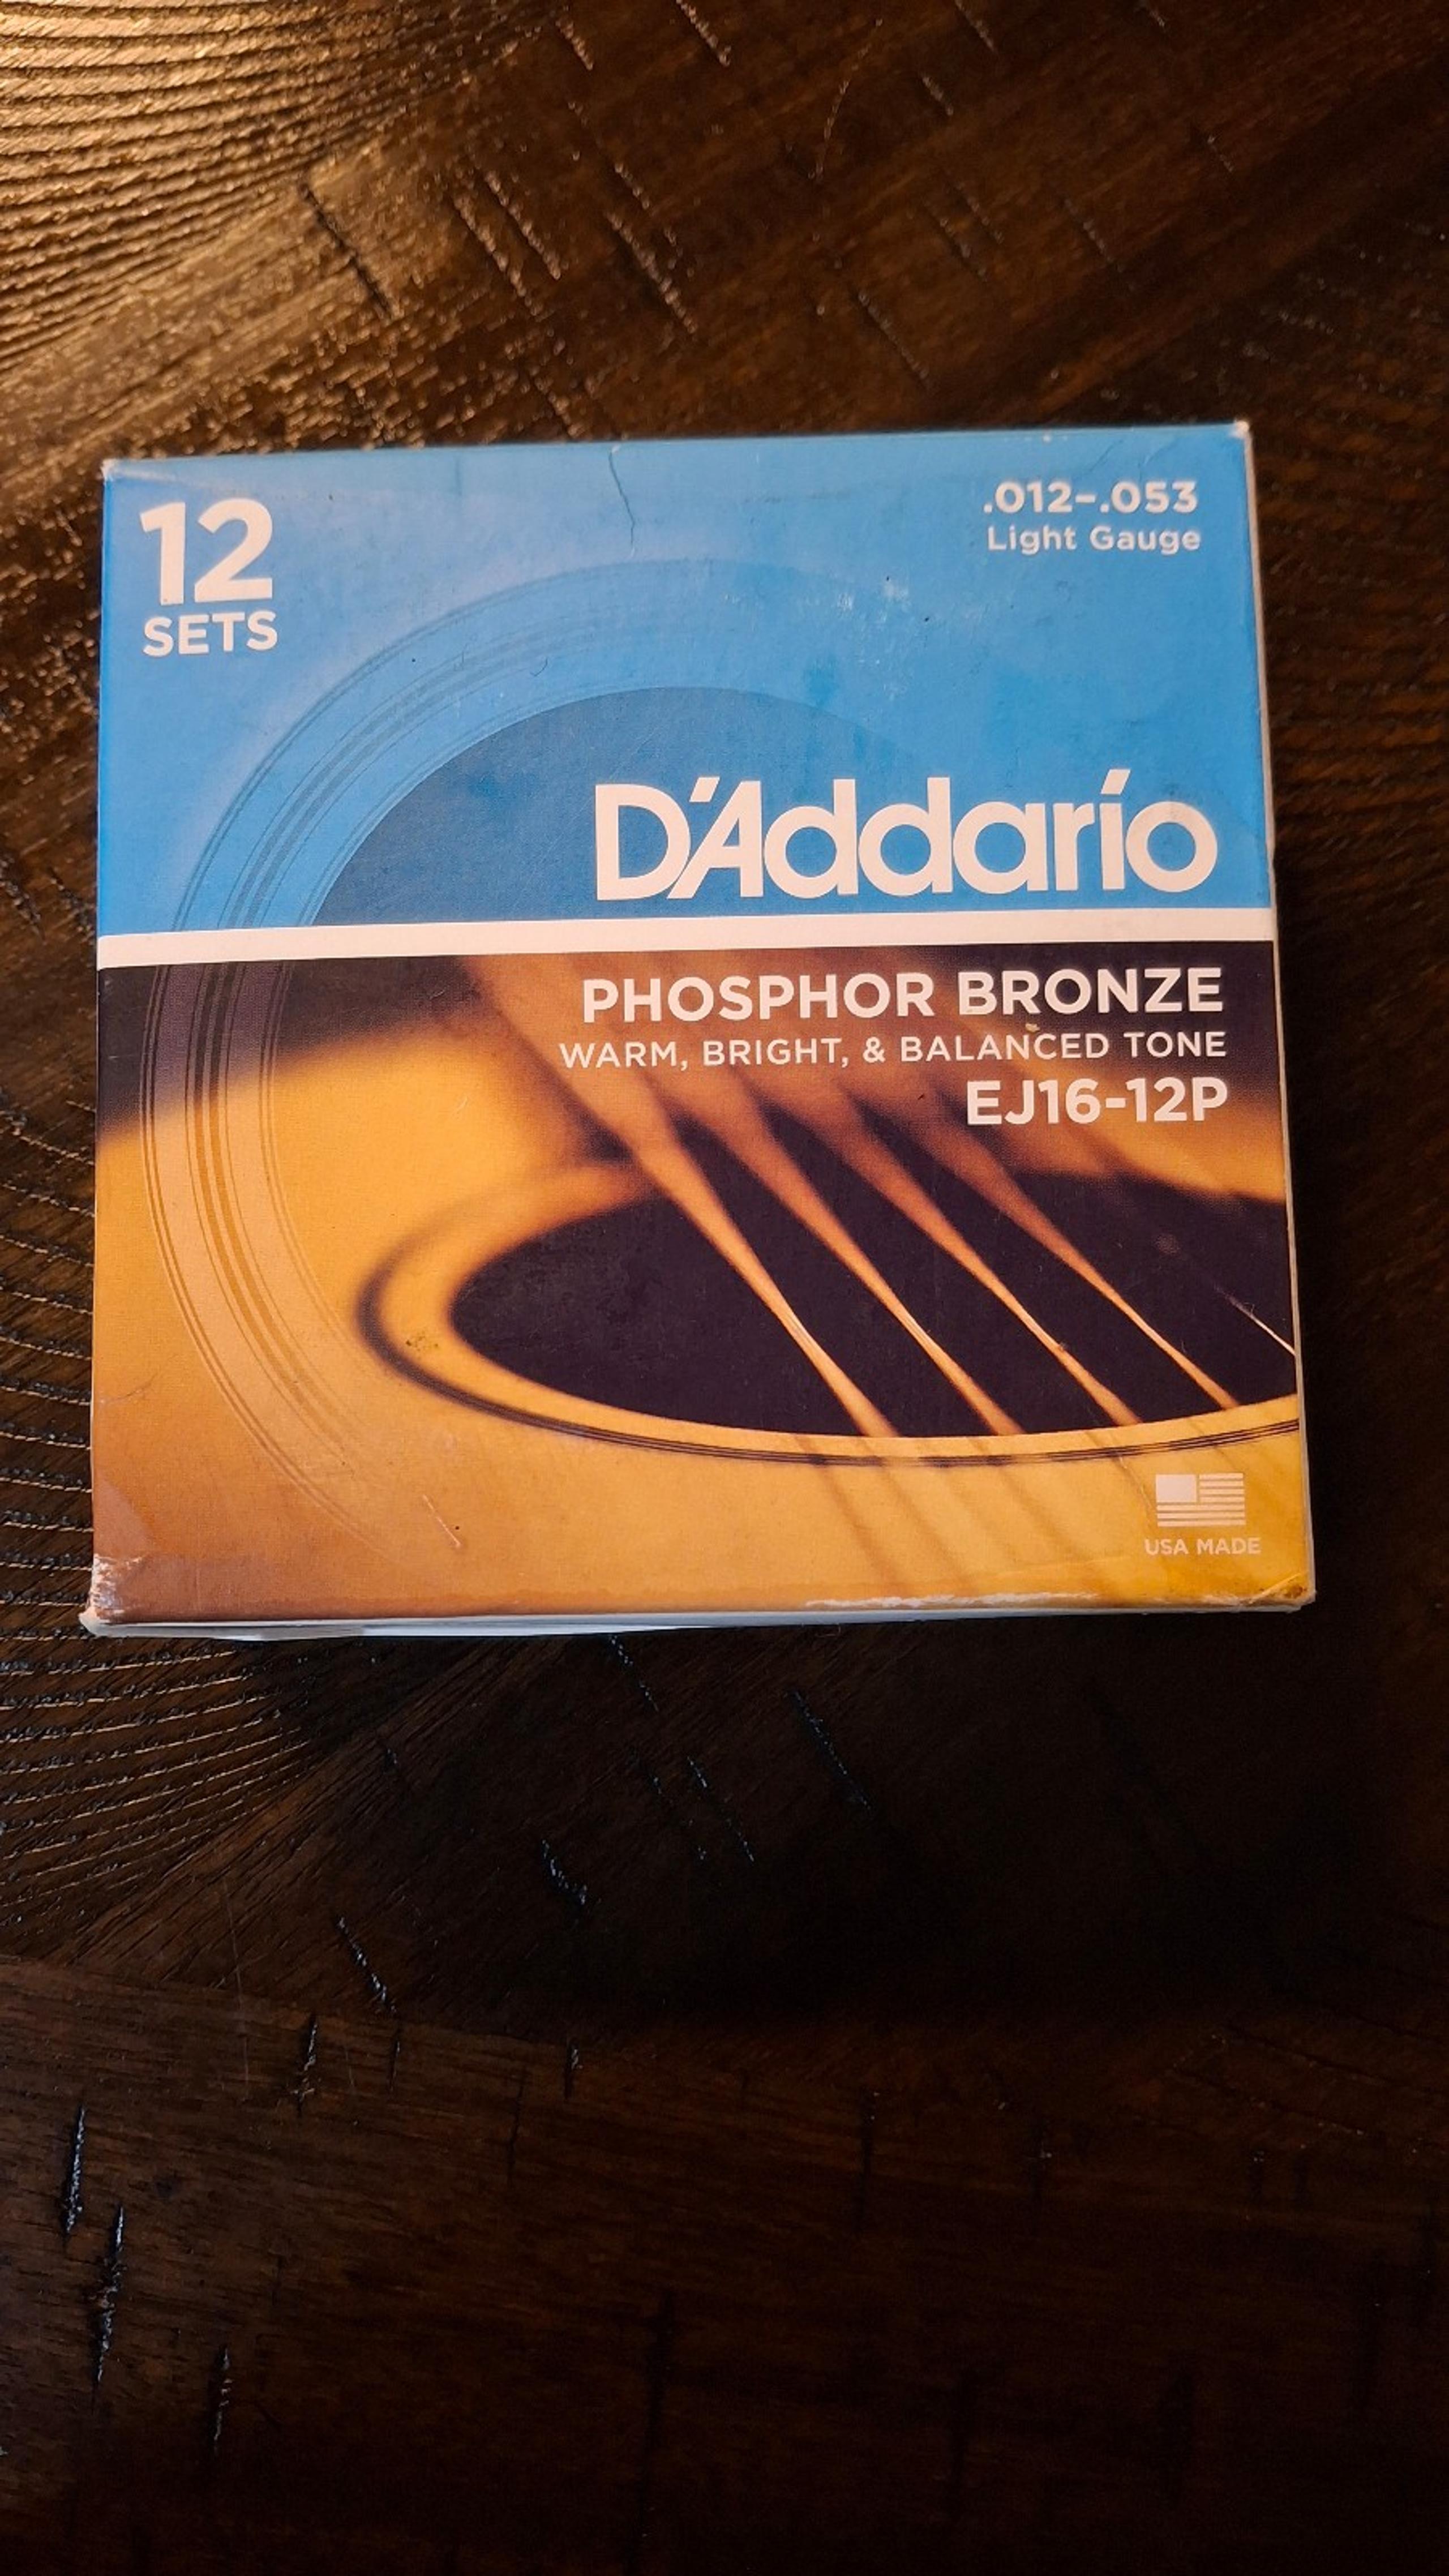 12
SETS
.012-.053
Light Gauge
D'Addario
PHOSPHOR BRONZE
WARM, BRIGHT, & BALANCED TONE
EJ16-12P
USA MADE